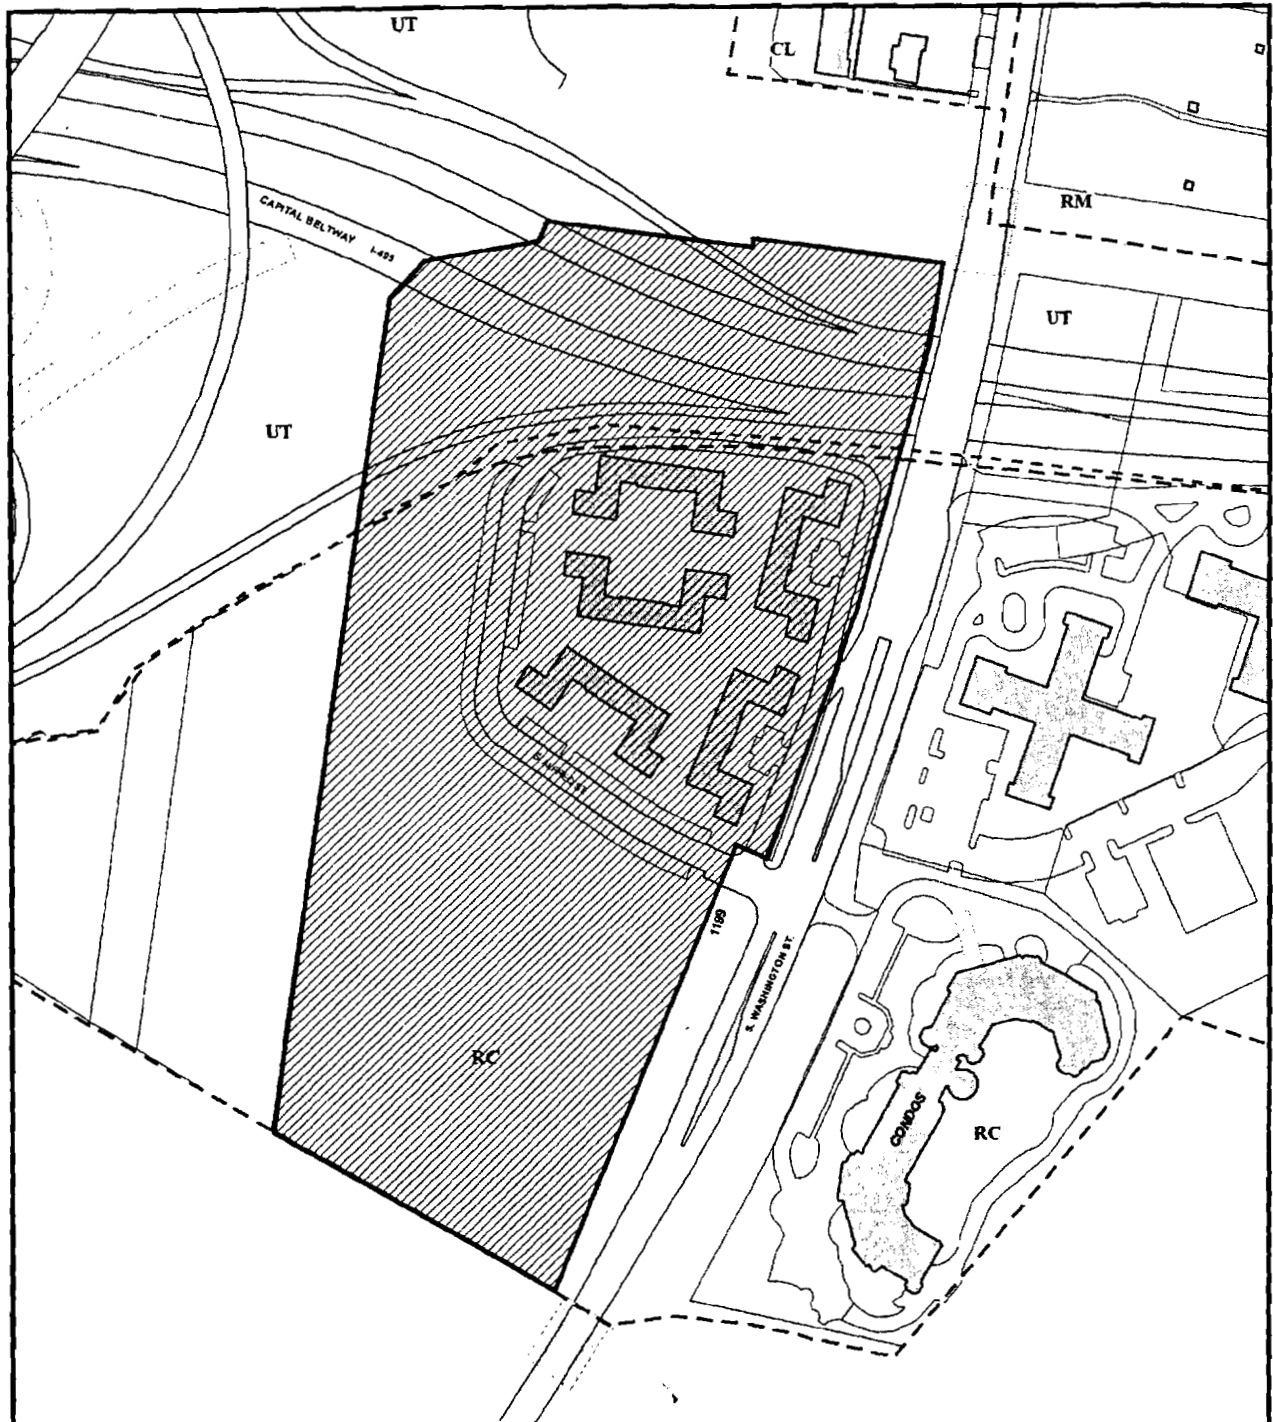 UT
CL
RM
CAPITAL BELTWAY I-495
UT
UT
1199
S. WASHINGTON ST.
RC
CONDOS
RC